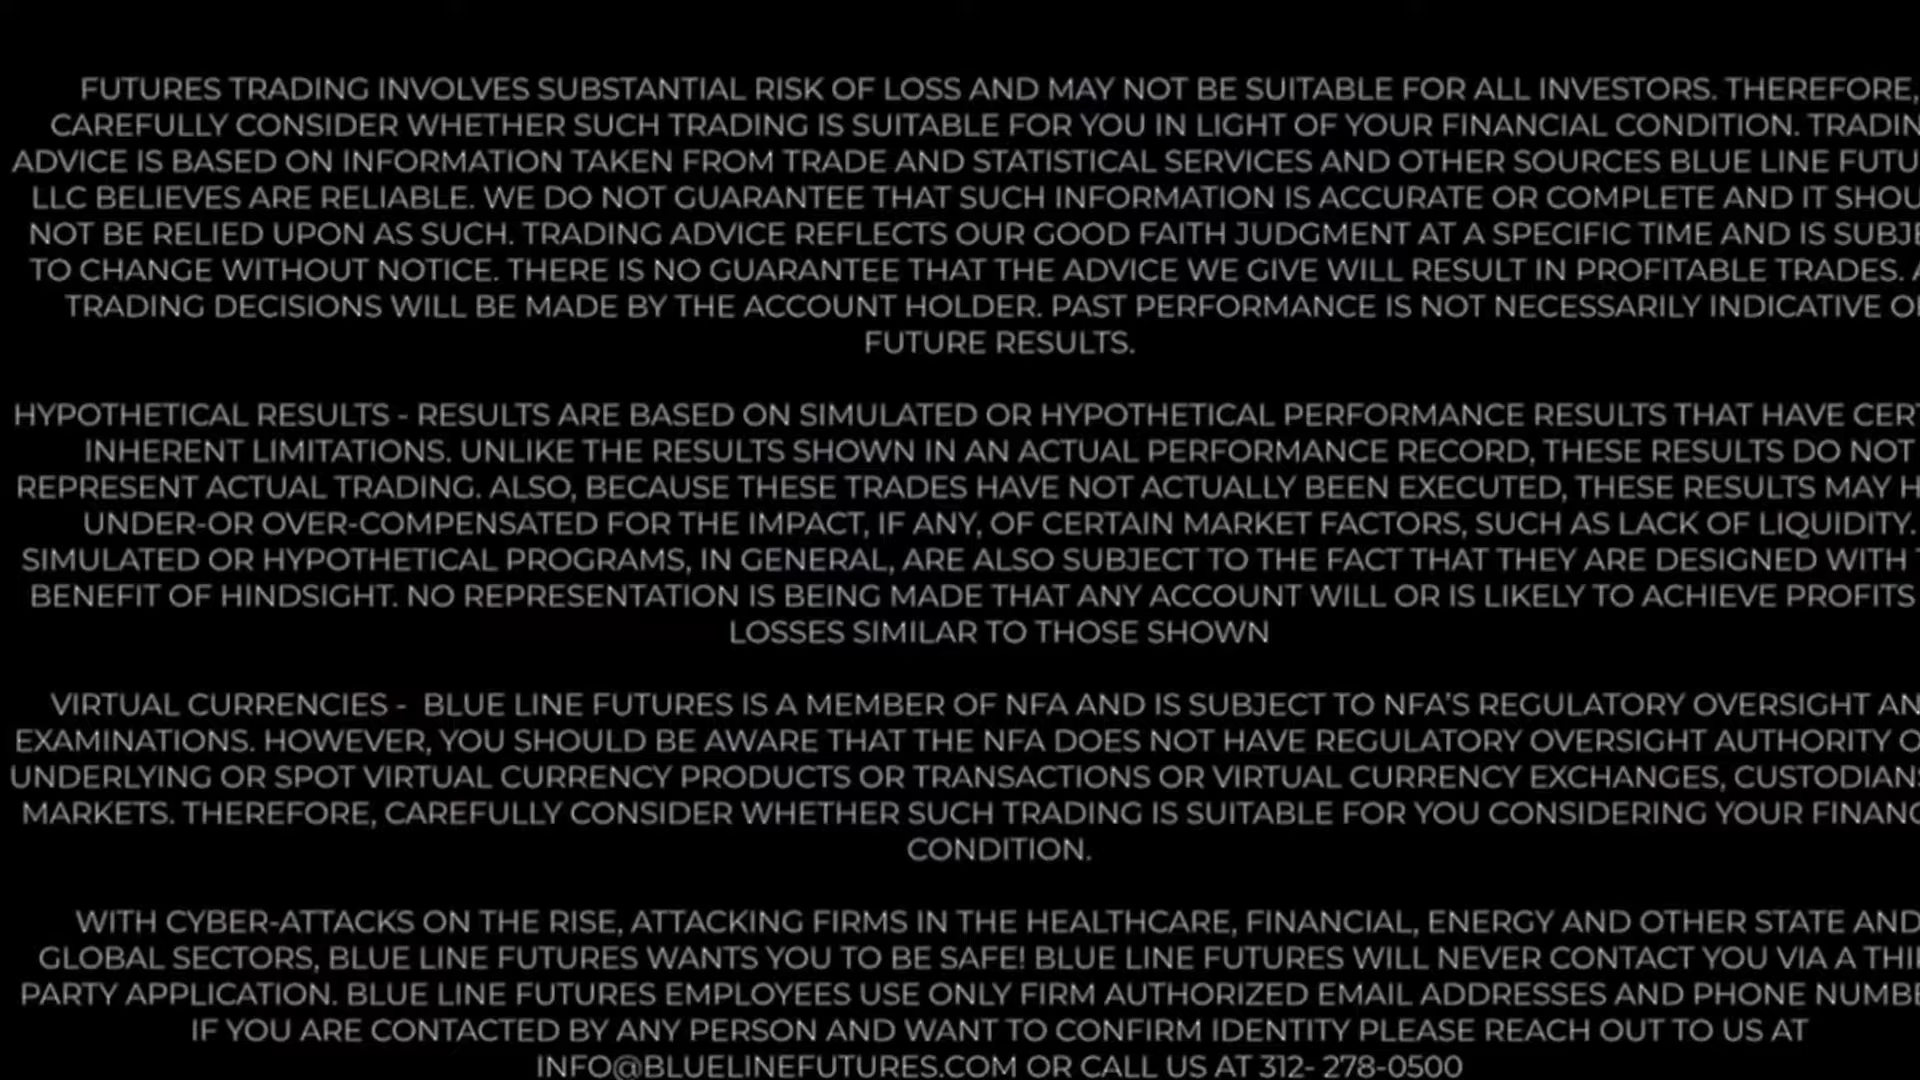 FUTURES TRADING INVOLVES SUBSTANTIAL RISK OF LOSS AND MAY NOT BE SUITABLE FOR ALL INVESTORS. THEREFORE,
CAREFULLY CONSIDER WHETHER SUCH TRADING IS SUITABLE FOR YOU IN LIGHT OF YOUR FINANCIAL CONDITION. TRADIN
ADVICE IS BASED ON INFORMATION TAKEN FROM TRADE AND STATISTICAL SERVICES AND OTHER SOURCES BLUE LINE FUTU
LLC BELIEVES ARE RELIABLE. WE DO NOT GUARANTEE THAT SUCH INFORMATION IS ACCURATE OR COMPLETE AND IT SHOU
NOT BE RELIED UPON AS SUCH. TRADING ADVICE REFLECTS OUR GOOD FAITH JUDGMENT AT A SPECIFIC TIME AND IS SUBJE
TO CHANGE WITHOUT NOTICE. THERE IS NO GUARANTEE THAT THE ADVICE WE GIVE WILL RESULT IN PROFITABLE TRADES. A
TRADING DECISIONS WILL BE MADE BY THE ACCOUNT HOLDER. PAST PERFORMANCE IS NOT NECESSARILY INDICATIVE O
FUTURE RESULTS.
HYPOTHETICAL RESULTS - RESULTS ARE BASED ON SIMULATED OR HYPOTHETICAL PERFORMANCE RESULTS THAT HAVE CERT
INHERENT LIMITATIONS. UNLIKE THE RESULTS SHOWN IN AN ACTUAL PERFORMANCE RECORD, THESE RESULTS DO NOT
REPRESENT ACTUAL TRADING. ALSO, BECAUSE THESE TRADES HAVE NOT ACTUALLY BEEN EXECUTED, THESE RESULTS MAY H
UNDER-OR OVER-COMPENSATED FOR THE IMPACT, IF ANY, OF CERTAIN MARKET FACTORS, SUCH AS LACK OF LIQUIDITY.
SIMULATED OR HYPOTHETICAL PROGRAMS, IN GENERAL, ARE ALSO SUBJECT TO THE FACT THAT THEY ARE DESIGNED WITH T
BENEFIT OF HINDSIGHT. NO REPRESENTATION IS BEING MADE THAT ANY ACCOUNT WILL OR IS LIKELY TO ACHIEVE PROFITS
LOSSES SIMILAR TO THOSE SHOWN
VIRTUAL CURRENCIES - BLUE LINE FUTURES IS A MEMBER OF NFA AND IS SUBJECT TO NFA'S REGULATORY OVERSIGHT AN
EXAMINATIONS. HOWEVER, YOU SHOULD BE AWARE THAT THE NFA DOES NOT HAVE REGULATORY OVERSIGHT AUTHORITY O
UNDERLYING OR SPOT VIRTUAL CURRENCY PRODUCTS OR TRANSACTIONS OR VIRTUAL CURRENCY EXCHANGES, CUSTODIANS
MARKETS. THEREFORE, CAREFULLY CONSIDER WHETHER SUCH TRADING IS SUITABLE FOR YOU CONSIDERING YOUR FINANC
CONDITION.
WITH CYBER-ATTACKS ON THE RISE, ATTACKING FIRMS IN THE HEALTHCARE, FINANCIAL, ENERGY AND OTHER STATE AND
GLOBAL SECTORS, BLUE LINE FUTURES WANTS YOU TO BE SAFE! BLUE LINE FUTURES WILL NEVER CONTACT YOU VIA A THI
PARTY APPLICATION. BLUE LINE FUTURES EMPLOYEES USE ONLY FIRM AUTHORIZED EMAIL ADDRESSES AND PHONE NUMBE
IF YOU ARE CONTACTED BY ANY PERSON AND WANT TO CONFIRM IDENTITY PLEASE REACH OUT TO US AT
INFO@BLUELINEFUTURES.COM OR CALL US AT 312- 278-0500